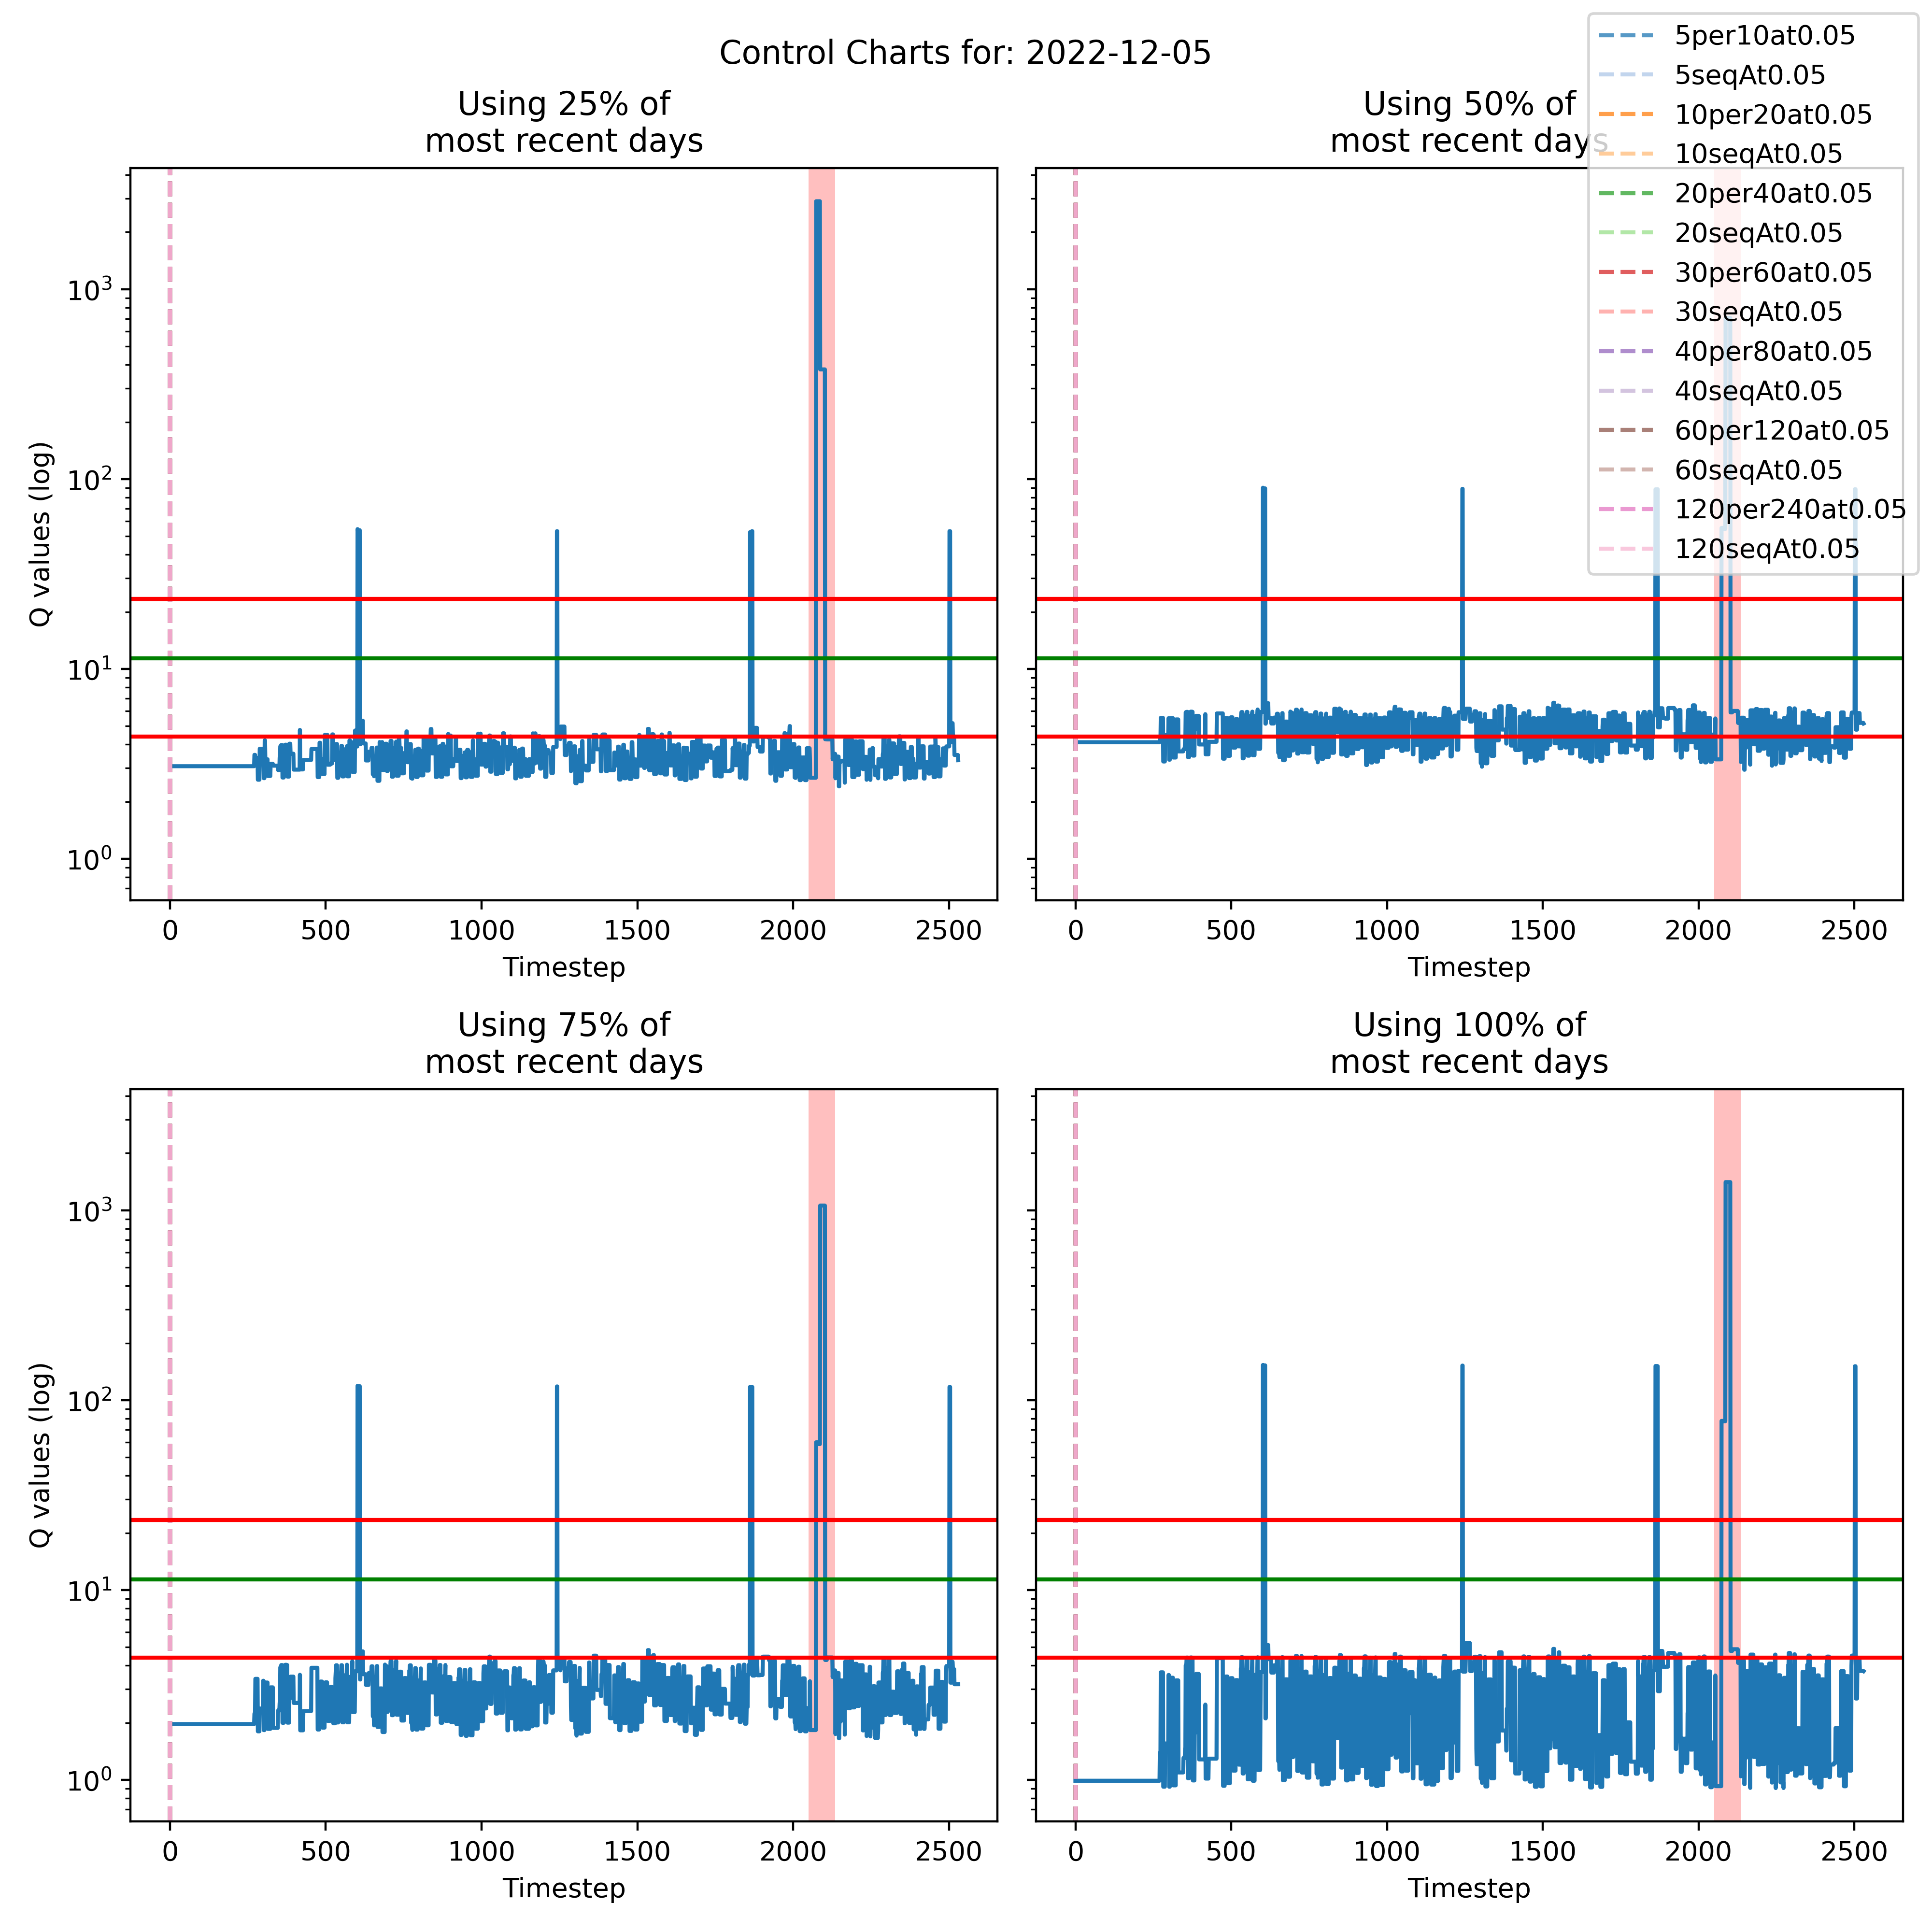 Control Charts for: 2022-12-05
5per10at0.05
5seqAt0.05
10per20at0.05
10seqAt0.05
20per40at0.05
20seqAt0.05
30per60at0.05
30seqAt0.05
40per80at0.05
40seqAt0.05
60per120at0.05
60seqAt0.05
120per240at0.05
120seqAt0.05
Using 25% of
most recent days
Q values (log)
10³
10²
10¹
10⁰
0 500 1000 1500 2000 2500
Timestep
Using 50% of
most recent days
0 500 1000 1500 2000 2500
Timestep
Using 75% of
most recent days
Q values (log)
10³
10²
10¹
10⁰
0 500 1000 1500 2000 2500
Timestep
Using 100% of
most recent days
0 500 1000 1500 2000 2500
Timestep